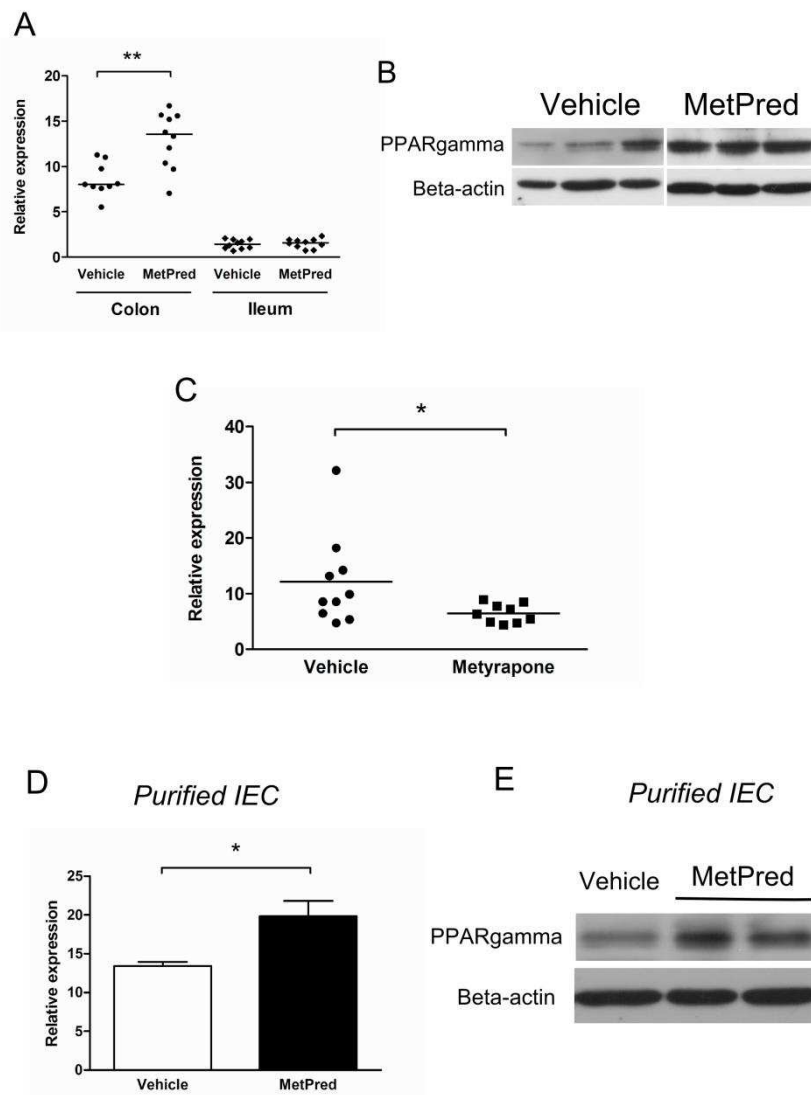 A
**
20
15
10
5
0
Relative expression
Vehicle MetPred Vehicle MetPred
Colon Ileum
B
Vehicle MetPred
PPARgamma
Beta-actin
C
*
40
30
20
10
0
Relative expression
Vehicle Metyrapone
D
Purified IEC
*
25
20
15
10
5
0
Relative expression
Vehicle MetPred
E
Purified IEC
Vehicle MetPred
PPARgamma
Beta-actin